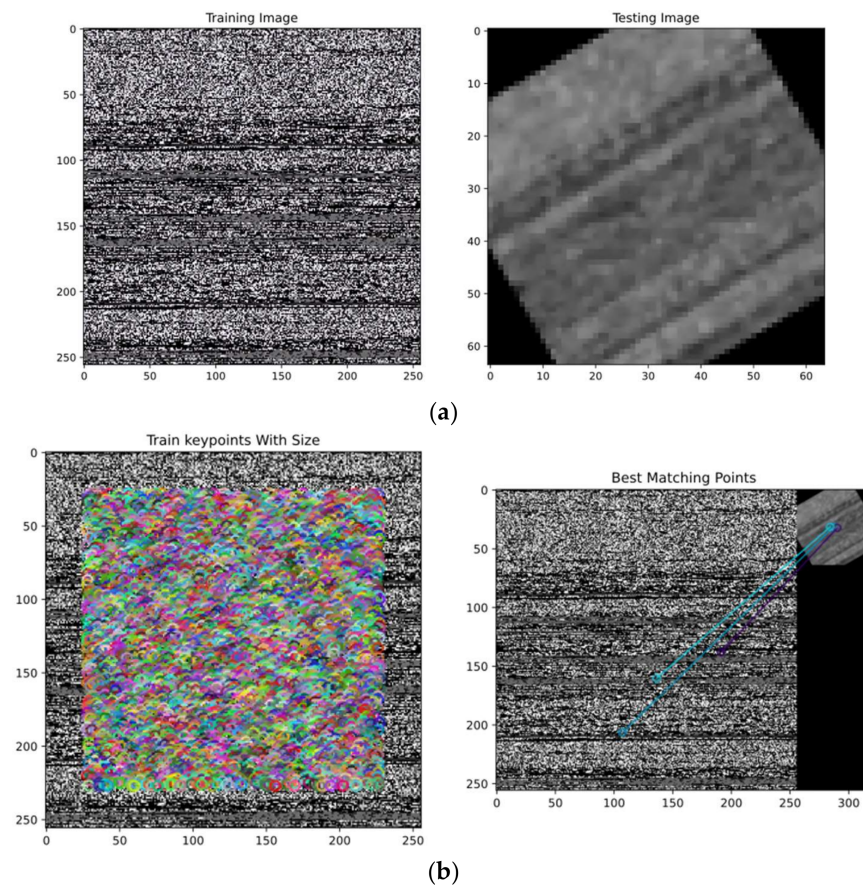 Training Image
Testing Image
0
50
100
150
200
250
0 50 100 150 200 250
0
10
20
30
40
50
60
0 10 20 30 40 50 60
(a)
Train keypoints With Size
0
50
100
150
200
250
0 50 100 150 200 250
Best Matching Points
0
50
100
150
200
250
0 50 100 150 200 250 300
(b)